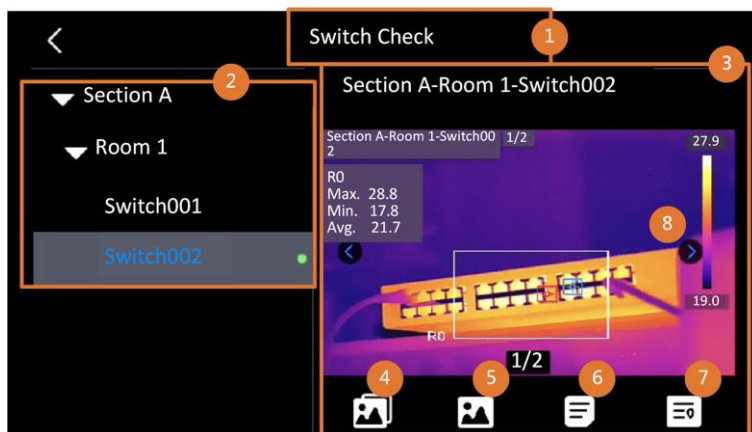 Switch Check
1
2
3
Section A
Room 1
Switch001
Switch002
Section A-Room 1-Switch002
Section A-Room 1-Switch00
2
1/2
27.9
R0
Max. 28.8
Min. 17.8
Avg. 21.7
8
19.0
R0
1/2
4
5
6
7